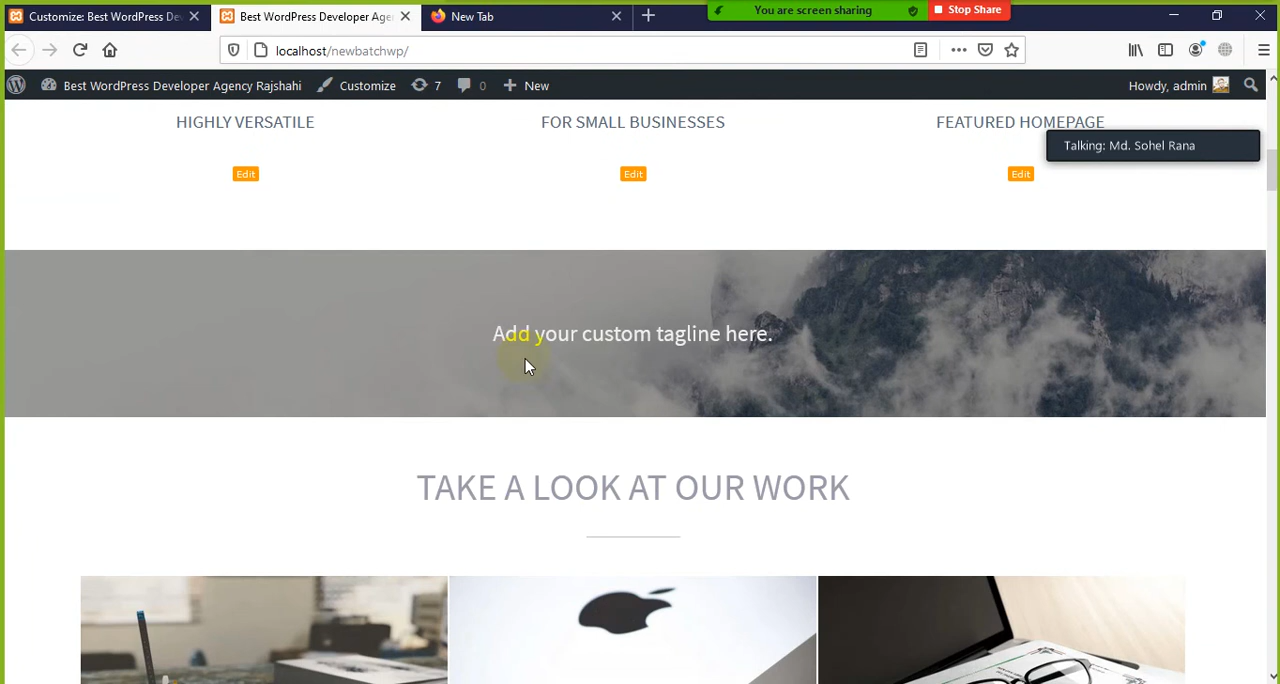 Customize: Best WordPress De
Best WordPress Developer Age
New Tab
You are screen sharing
Stop Share
localhost/newbatchwp/
Best WordPress Developer Agency Rajshahi
Customize
7
0
New
Howdy, admin
HIGHLY VERSATILE
FOR SMALL BUSINESSES
FEATURED HOMEPAGE
Talking: Md. Sohel Rana
Edit
Edit
Edit
Add your custom tagline here.
TAKE A LOOK AT OUR WORK